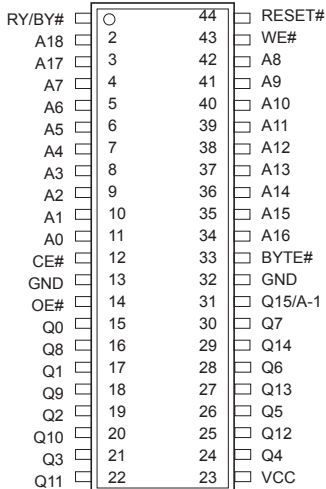 RY/BY# 44 RESET#
A18 2 43 WE#
A17 3 42 A8
A7 4 41 A9
A6 5 40 A10
A5 6 39 A11
A4 7 38 A12
A3 8 37 A13
A2 9 36 A14
A1 10 35 A15
A0 11 34 A16
CE# 12 33 BYTE#
GND 13 32 GND
OE# 14 31 Q15/A-1
Q0 15 30 Q7
Q8 16 29 Q14
Q1 17 28 Q6
Q9 18 27 Q13
Q2 19 26 Q5
Q10 20 25 Q12
Q3 21 24 Q4
Q11 22 23 VCC